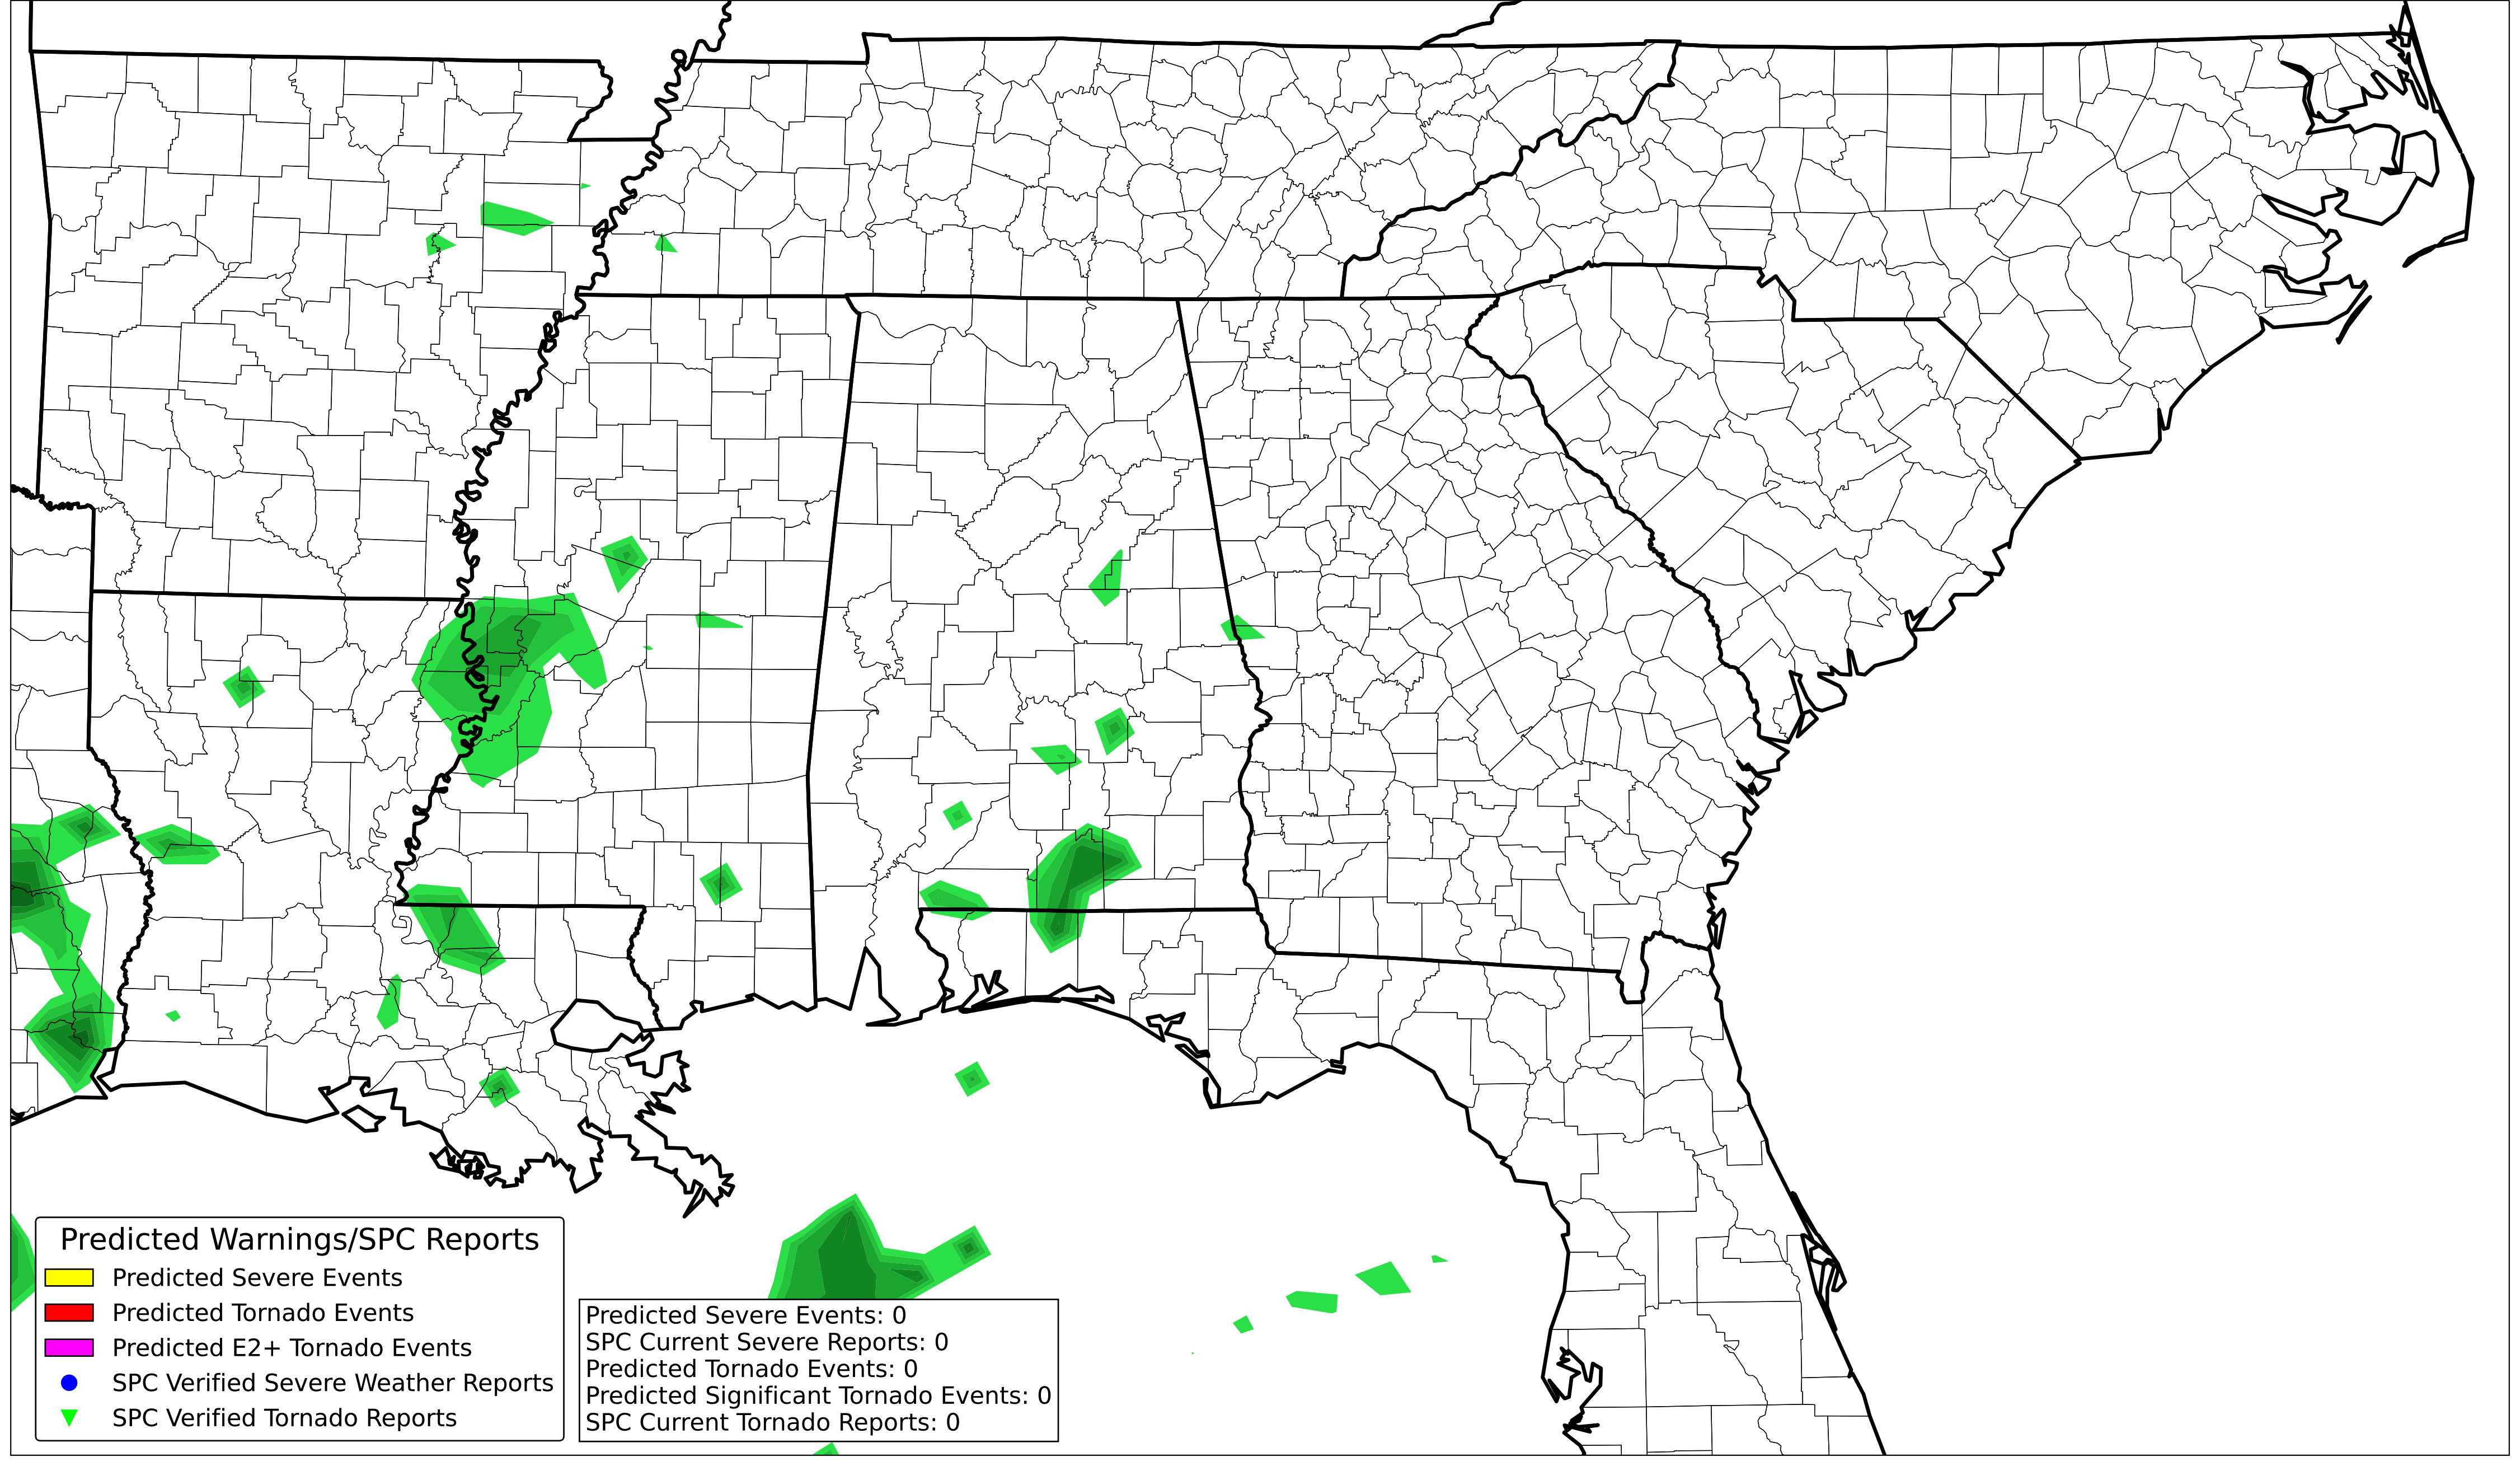 Predicted Warnings/SPC Reports
Predicted Severe Events
Predicted Tornado Events
Predicted E2+ Tornado Events
SPC Verified Severe Weather Reports
SPC Verified Tornado Reports
Predicted Severe Events: 0
SPC Current Severe Reports: 0
Predicted Tornado Events: 0
Predicted Significant Tornado Events: 0
SPC Current Tornado Reports: 0